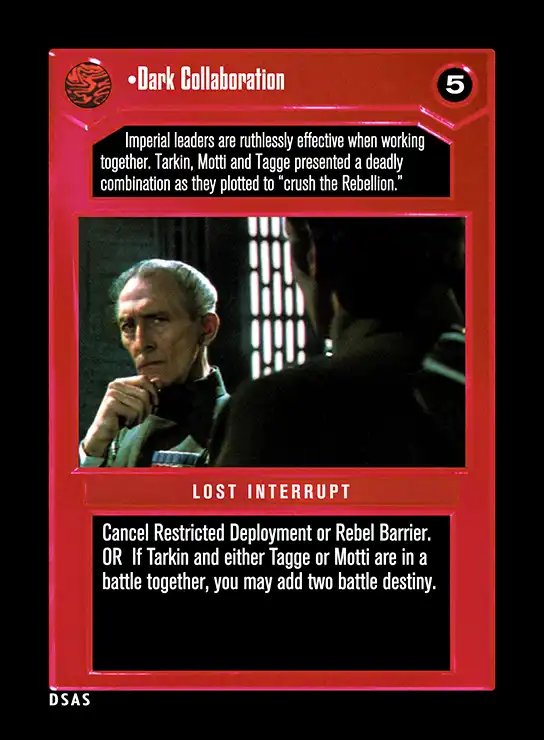 •Dark Collaboration
5
Imperial leaders are ruthlessly effective when working
together. Tarkin, Motti and Tagge presented a deadly
combination as they plotted to “crush the Rebellion.”
LOST INTERRUPT
Cancel Restricted Deployment or Rebel Barrier.
OR If Tarkin and either Tagge or Motti are in a
battle together, you may add two battle destiny.
DSAS